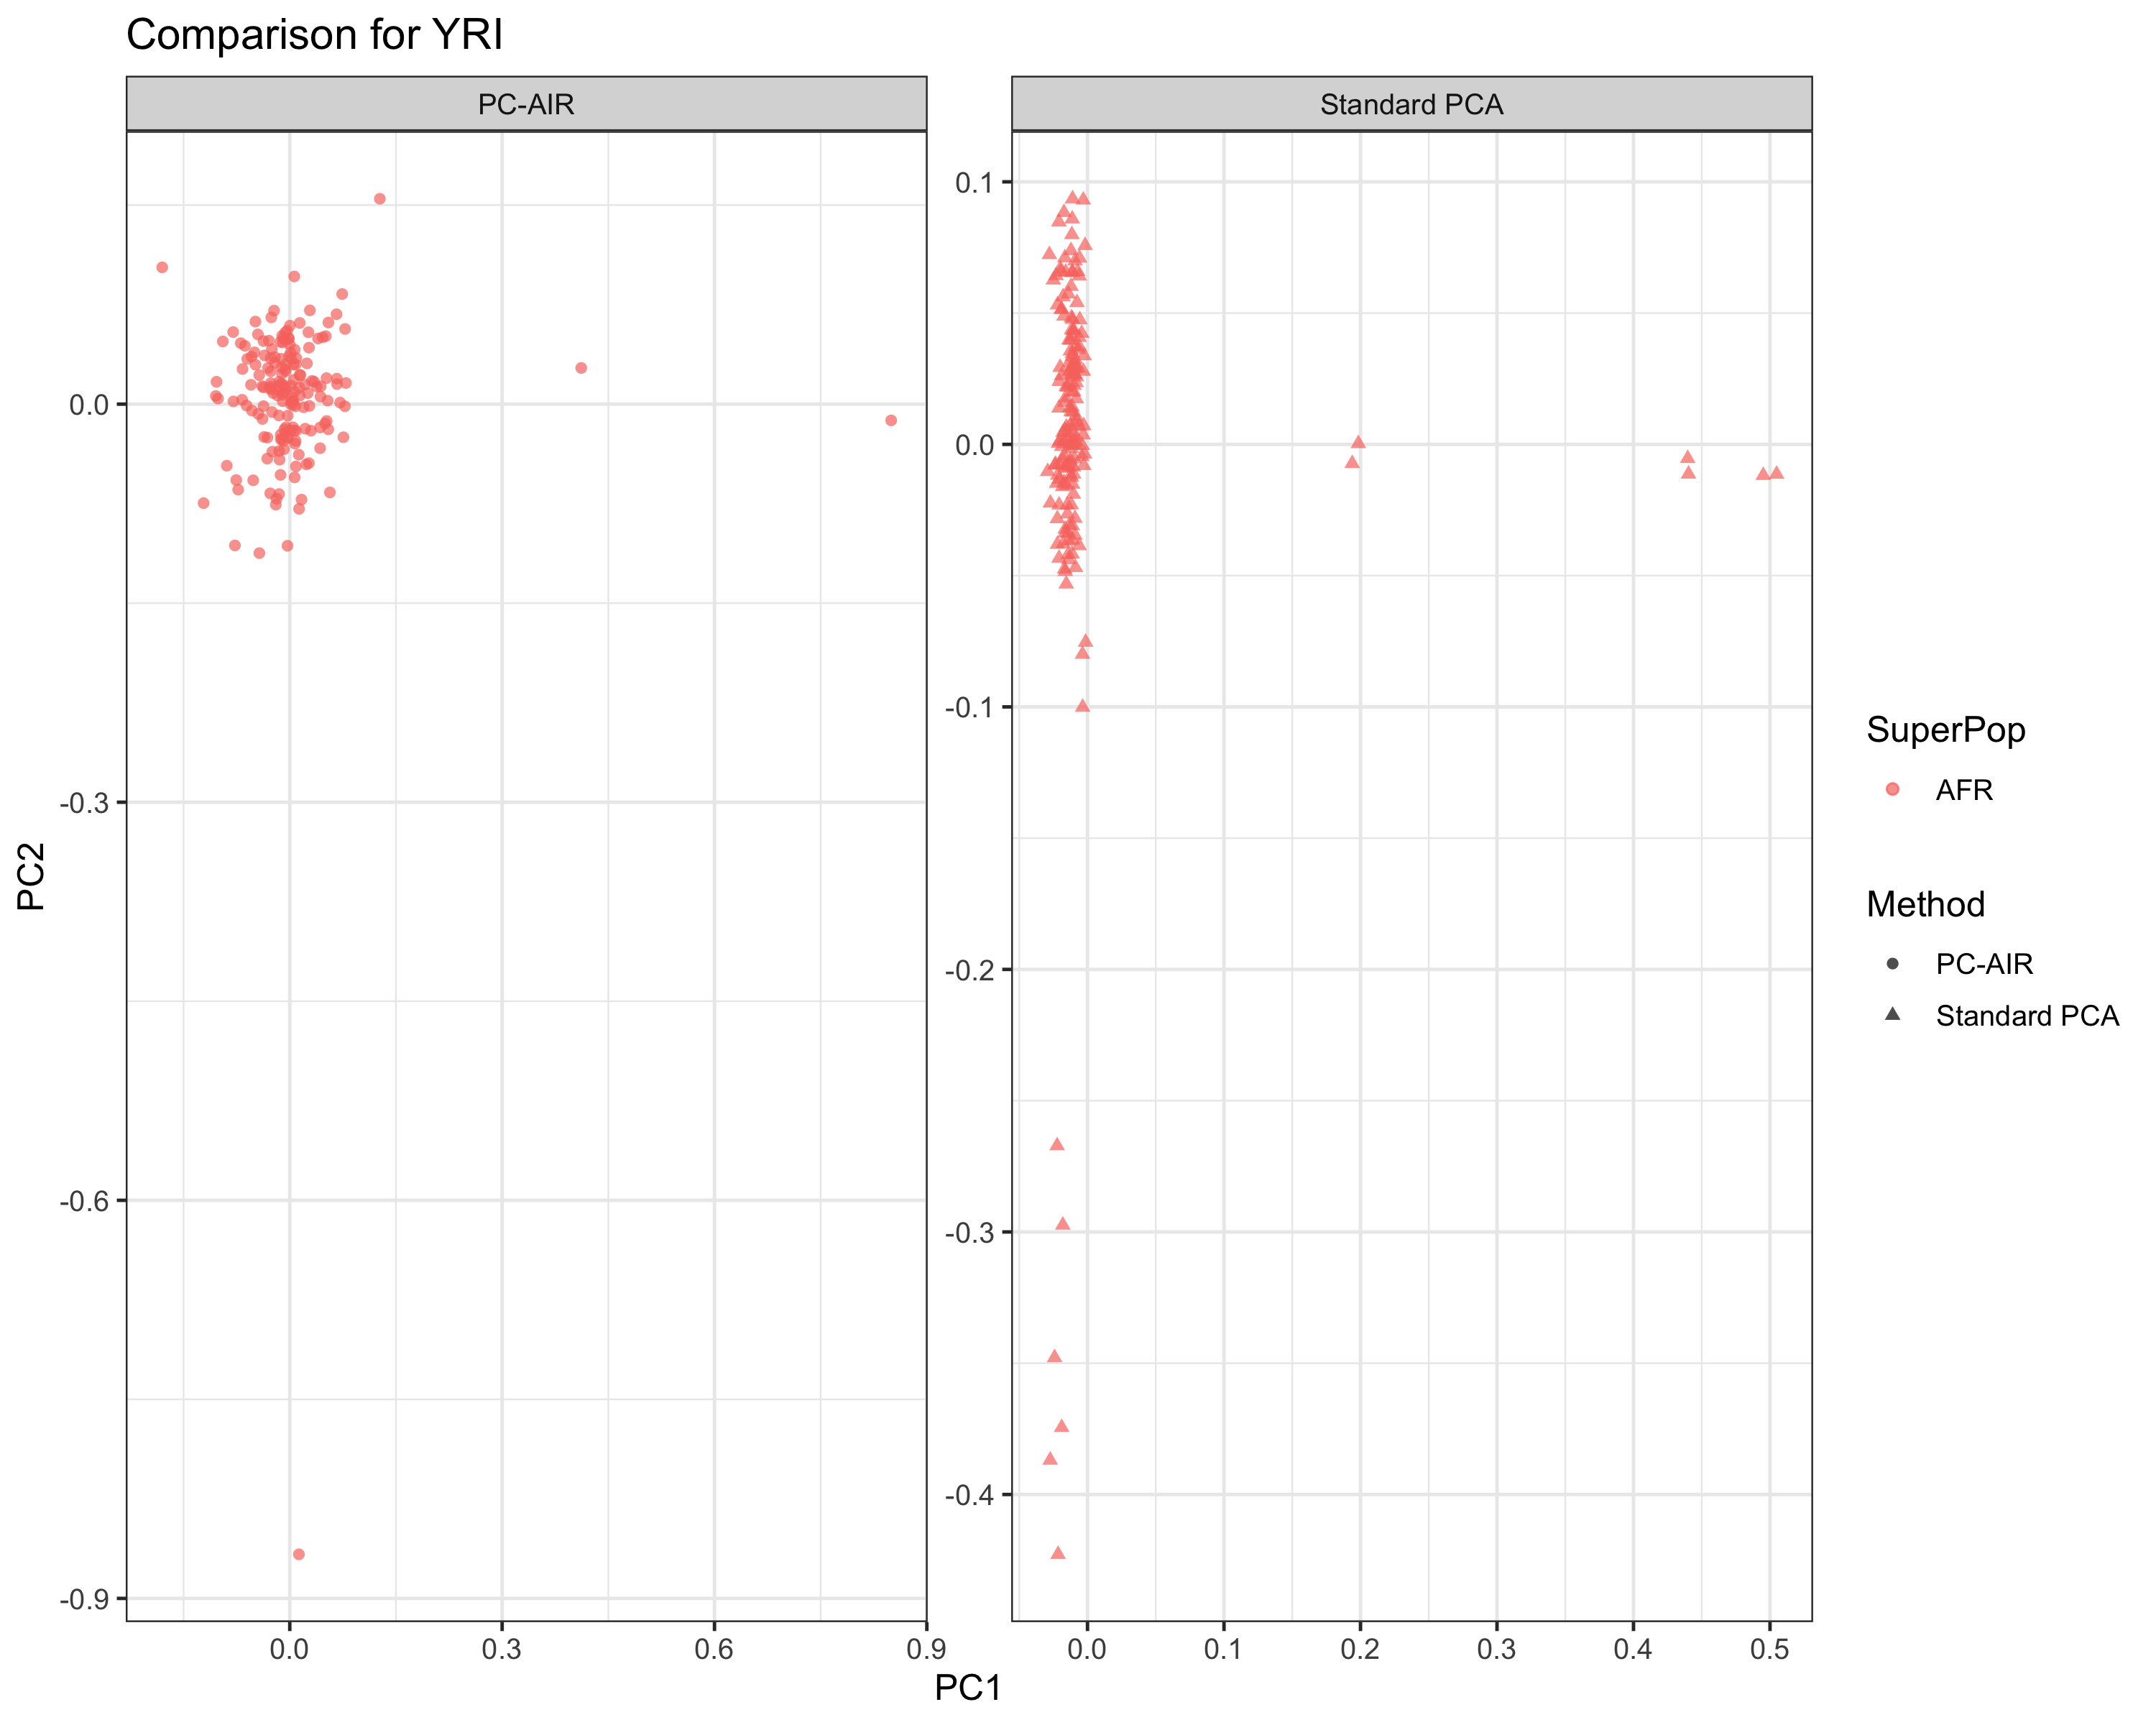 Comparison for YRI
PC-AIR
Standard PCA
PC2
0.0
-0.3
-0.6
-0.9
0.1
0.0
-0.1
-0.2
-0.3
-0.4
0.0 0.3 0.6 0.9
0.0 0.1 0.2 0.3 0.4 0.5
PC1
SuperPop
AFR
Method
PC-AIR
Standard PCA